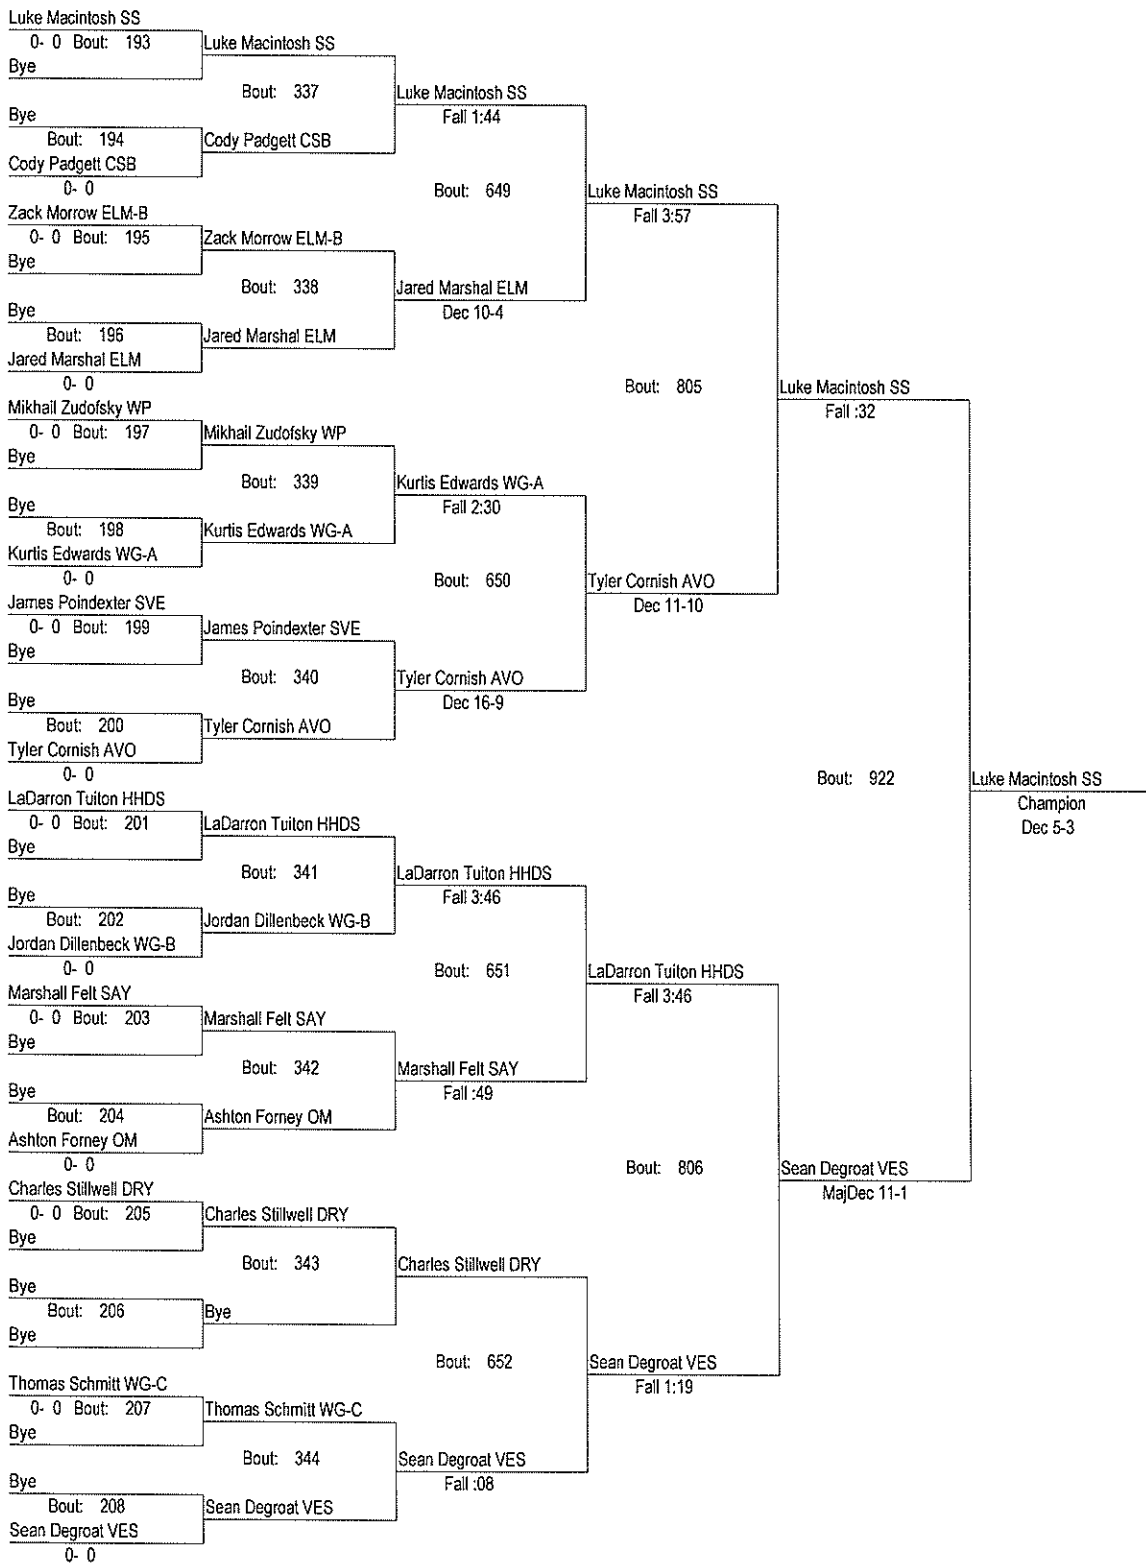 Luke Macintosh SS
0- 0 Bout: 193
Bye
Bye
Bout: 194
Cody Padgett CSB
0- 0
Zack Morrow ELM-B
0- 0 Bout: 195
Bye
Bye
Bout: 196
Jared Marshal ELM
0- 0
Mikhail Zudofsky WP
0- 0 Bout: 197
Bye
Bye
Bout: 198
Kurtis Edwards WG-A
0- 0
James Poindexter SVE
0- 0 Bout: 199
Bye
Bye
Bout: 200
Tyler Cornish AVO
0- 0
LaDarron Tuiton HHDS
0- 0 Bout: 201
Bye
Bye
Bout: 202
Jordan Dillenbeck WG-B
0- 0
Marshall Felt SAY
0- 0 Bout: 203
Bye
Bye
Bout: 204
Ashton Forney OM
0- 0
Charles Stillwell DRY
0- 0 Bout: 205
Bye
Bye
Bout: 206
Bye
Thomas Schmitt WG-C
0- 0 Bout: 207
Bye
Bye
Bout: 208
Sean Degroat VES
0- 0
Luke Macintosh SS
Bout: 337
Cody Padgett CSB
Zack Morrow ELM-B
Bout: 338
Jared Marshal ELM
Mikhail Zudofsky WP
Bout: 339
Kurtis Edwards WG-A
James Poindexter SVE
Bout: 340
Tyler Cornish AVO
LaDarron Tuiton HHDS
Bout: 341
Jordan Dillenbeck WG-B
Marshall Felt SAY
Bout: 342
Ashton Forney OM
Charles Stillwell DRY
Bout: 343
Bye
Thomas Schmitt WG-C
Bout: 344
Sean Degroat VES
Luke Macintosh SS
Fall 1:44
Bout: 649
Jared Marshal ELM
Dec 10-4
Kurtis Edwards WG-A
Fall 2:30
Bout: 650
Tyler Cornish AVO
Dec 16-9
LaDarron Tuiton HHDS
Fall 3:46
Bout: 651
Marshall Felt SAY
Fall :49
Charles Stillwell DRY
Bout: 652
Sean Degroat VES
Fall :08
Luke Macintosh SS
Fall 3:57
Bout: 805
Tyler Cornish AVO
Dec 11-10
LaDarron Tuiton HHDS
Fall 3:46
Bout: 806
Sean Degroat VES
Fall 1:19
Luke Macintosh SS
Fall :32
Bout: 922
Sean Degroat VES
MajDec 11-1
Luke Macintosh SS
Champion
Dec 5-3